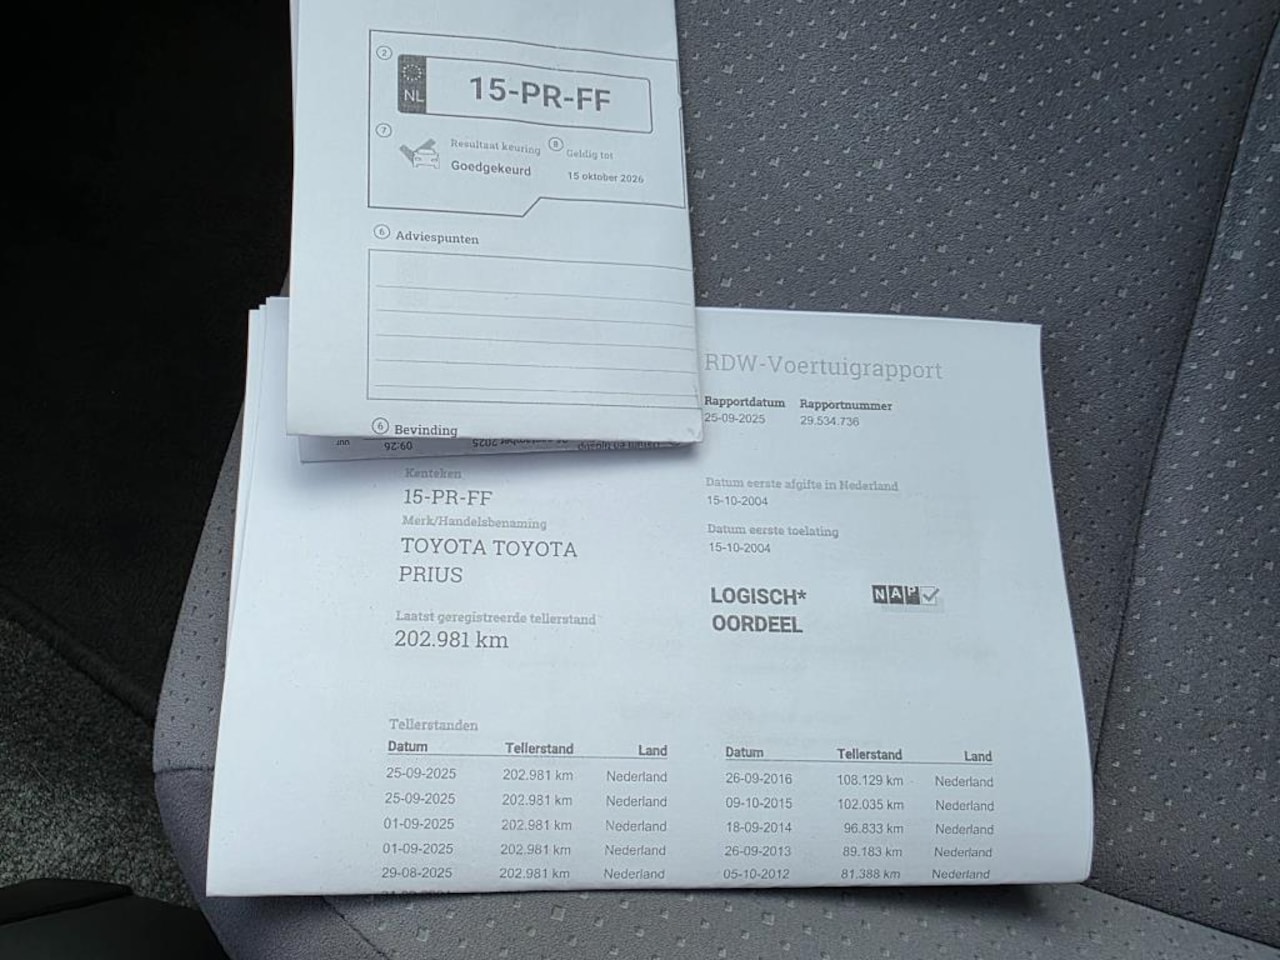 2
NL
15-PR-FF
7
Resultaat keuring
8
Geldig tot
Goedgekeurd
15 oktober 2026
6 Adviespunten
6 Bevinding
09:26
2025
uur
RDW-Voertuigrapport
Rapportdatum Rapportnummer
25-09-2025 29.534.736
Kenteken
15-PR-FF
Merk/Handelsbenaming
TOYOTA TOYOTA
PRIUS
Laatst geregistreerde tellerstand
202.981 km
Datum eerste afgifte in Nederland
15-10-2004
Datum eerste toelating
15-10-2004
LOGISCH*
OORDEEL
NAP
Tellerstanden
Datum Tellerstand Land
25-09-2025 202.981 km Nederland
25-09-2025 202.981 km Nederland
01-09-2025 202.981 km Nederland
01-09-2025 202.981 km Nederland
29-08-2025 202.981 km Nederland
Datum Tellerstand Land
26-09-2016 108.129 km Nederland
09-10-2015 102.035 km Nederland
18-09-2014 96.833 km Nederland
26-09-2013 89.183 km Nederland
05-10-2012 81.388 km Nederland